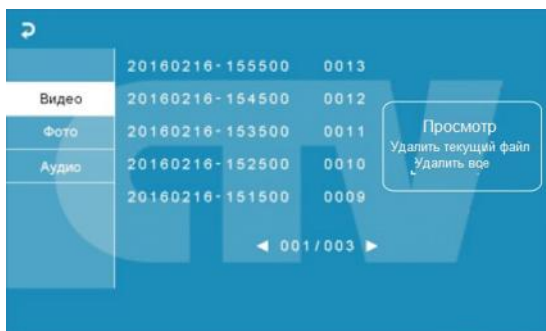 20160216-155500 0013
Видео 20160216-154500 0012
Фото 20160216-153500 0011
Аудио 20160216-152500 0010
20160216-151500 0009
Просмотр
Удалить текущий файл
Удалить все
◀ 001/003 ▶
CTV